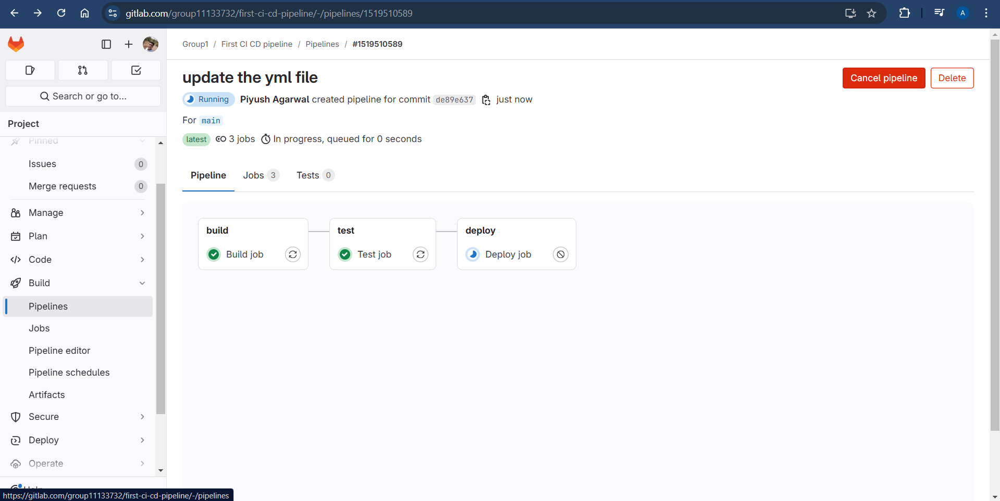 gitlab.com/group11133732/first-ci-cd-pipeline/-/pipelines/1519510589
A
Group1 / First CI CD pipeline / Pipelines / #1519510589
Search or go to...
Project
Pinned
Issues 0
Merge requests 0
Manage
Plan
Code
Build
Pipelines
Jobs
Pipeline editor
Pipeline schedules
Artifacts
Secure
Deploy
Operate
Help
https://gitlab.com/group11133732/first-ci-cd-pipeline/-/pipelines
update the yml file
Cancel pipeline
Delete
Running Piyush Agarwal created pipeline for commit de89e637 just now
For main
latest 3 jobs In progress, queued for 0 seconds
Pipeline Jobs 3 Tests 0
build
Build job
test
Test job
deploy
Deploy job